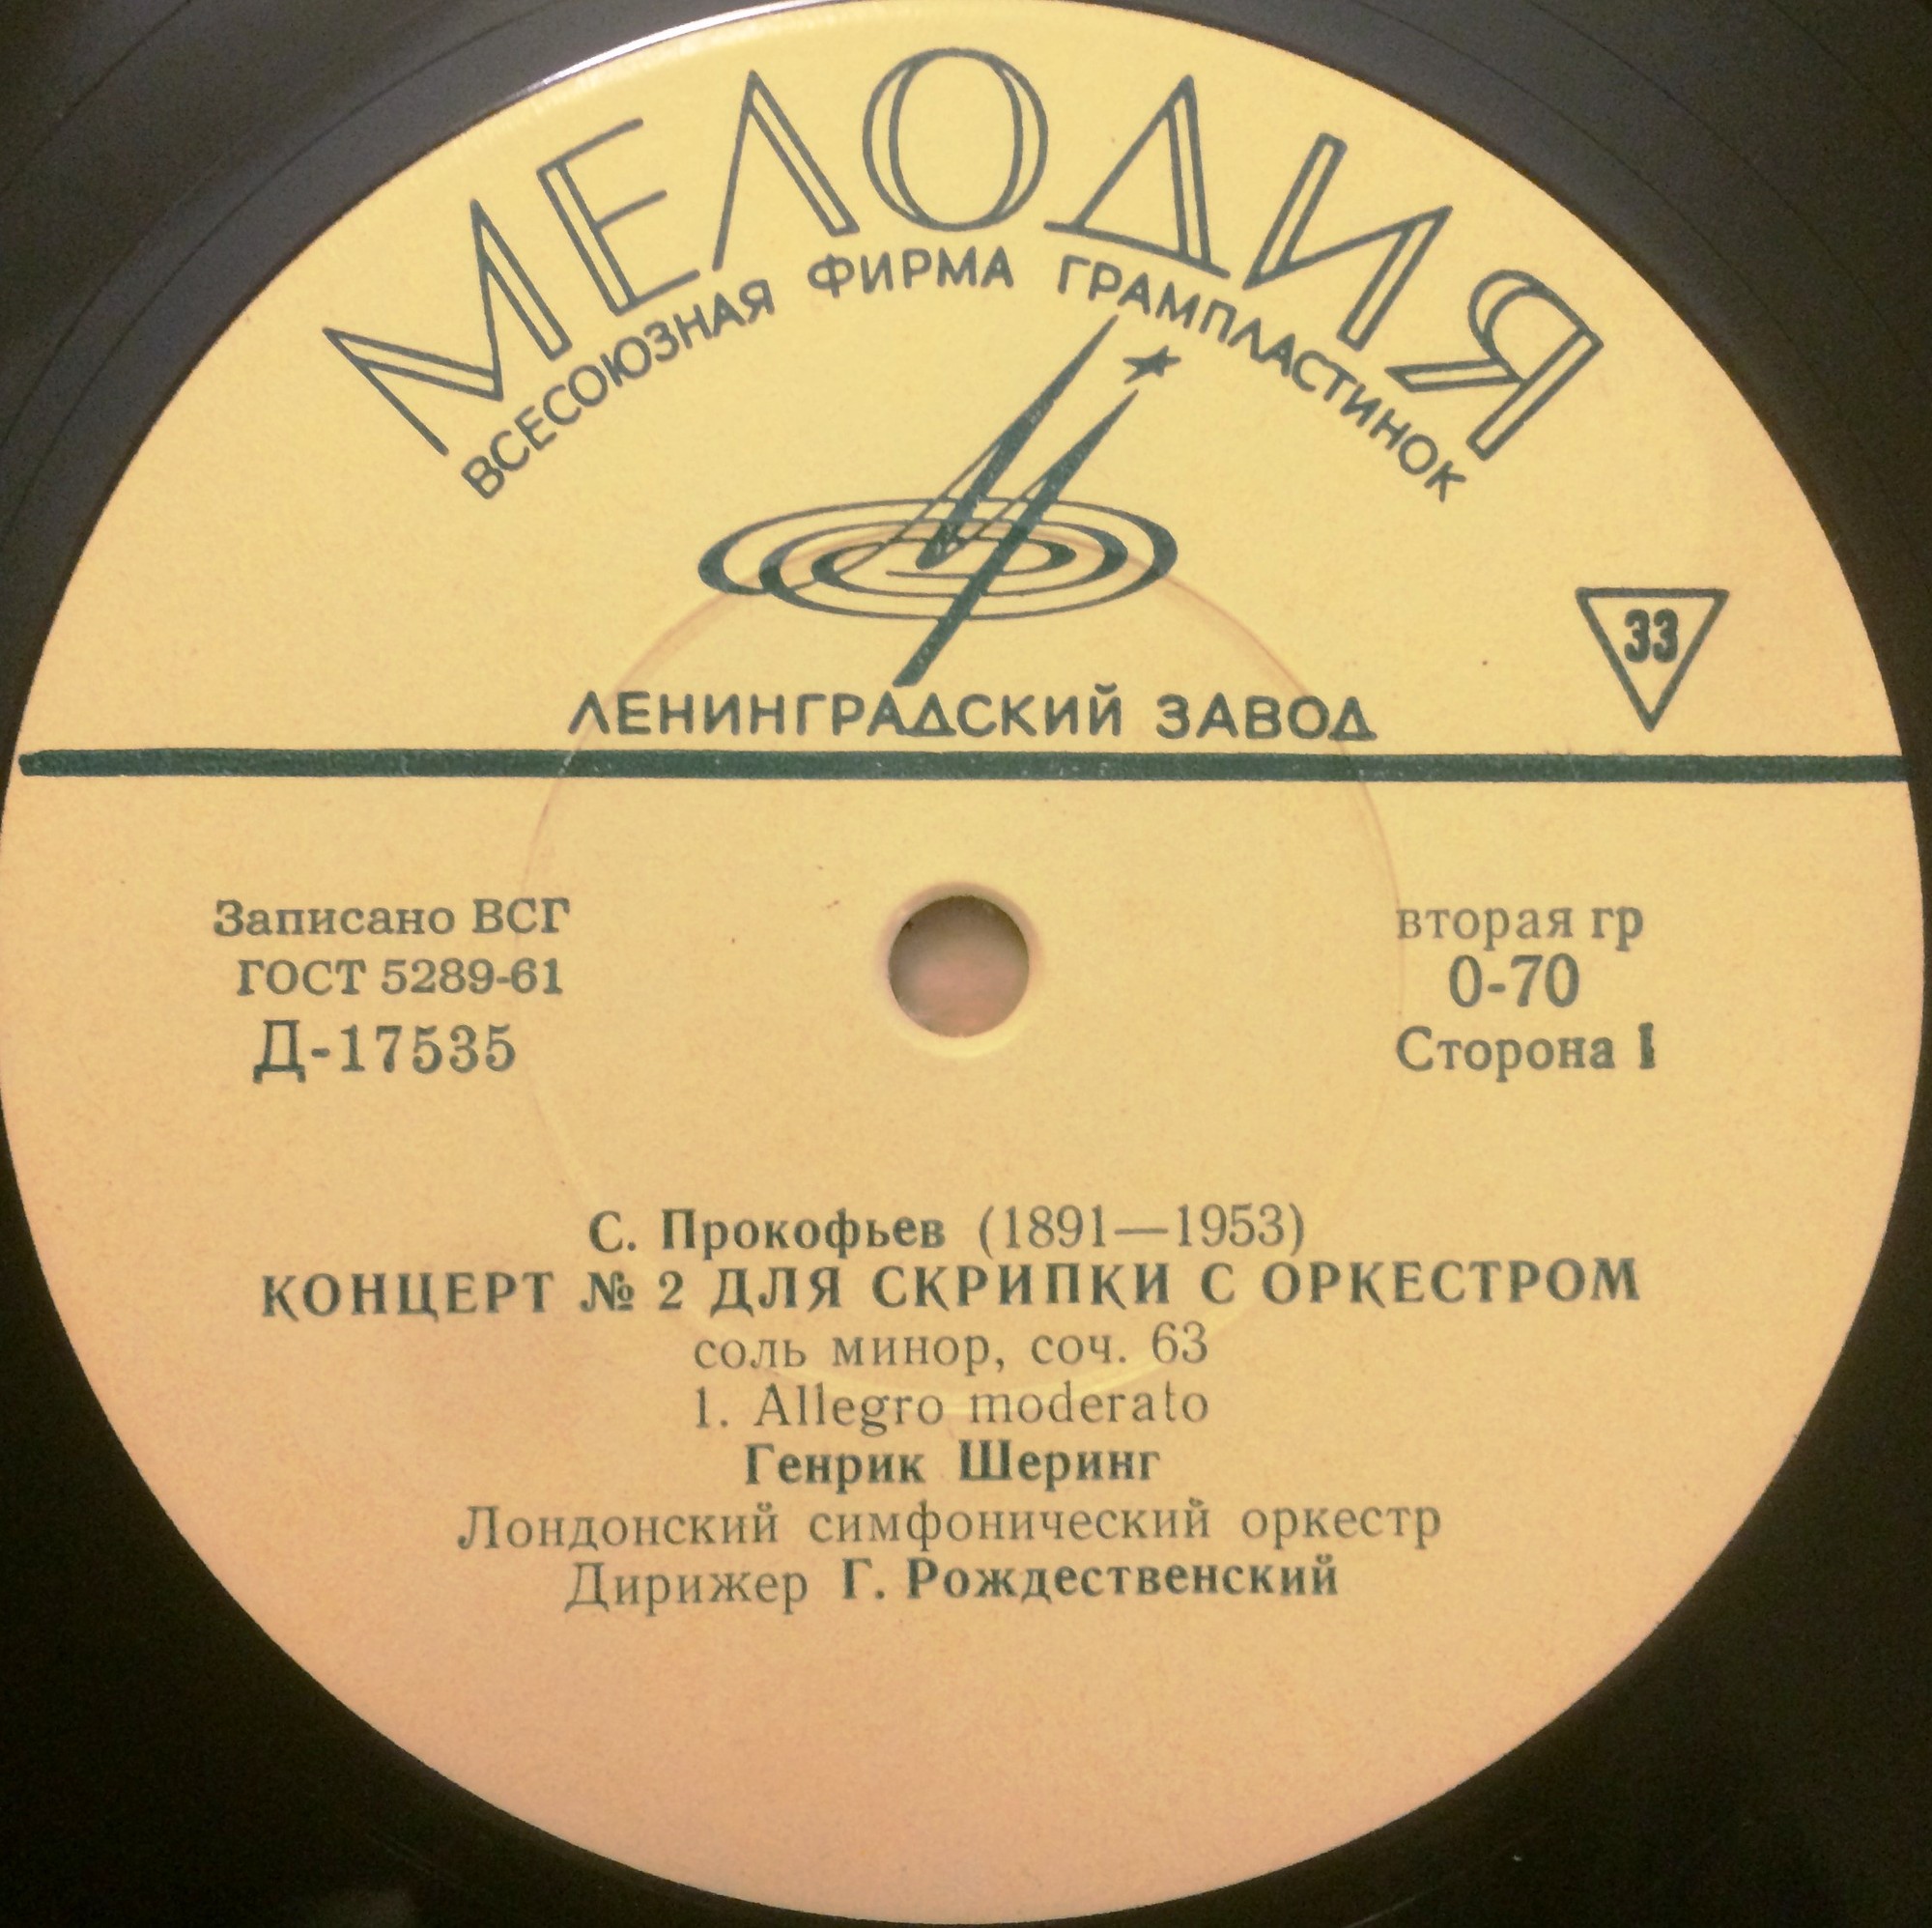 МЕЛОДИЯ
ВСЕСОЮЗНАЯ ФИРМА ГРАМПЛАСТИНОК
33
ЛЕНИНГРАДСКИЙ ЗАВОД
Записано ВСГ
ГОСТ 5289-61
Д-17535
вторая гр
0-70
Сторона 1
С. Прокофьев (1891—1953)
КОНЦЕРТ № 2 ДЛЯ СКРИПКИ С ОРКЕСТРОМ
соль минор, соч. 63
1. Allegro moderato
Генрик Шеринг
Лондонский симфонический оркестр
Дирижер Г. Рождественский